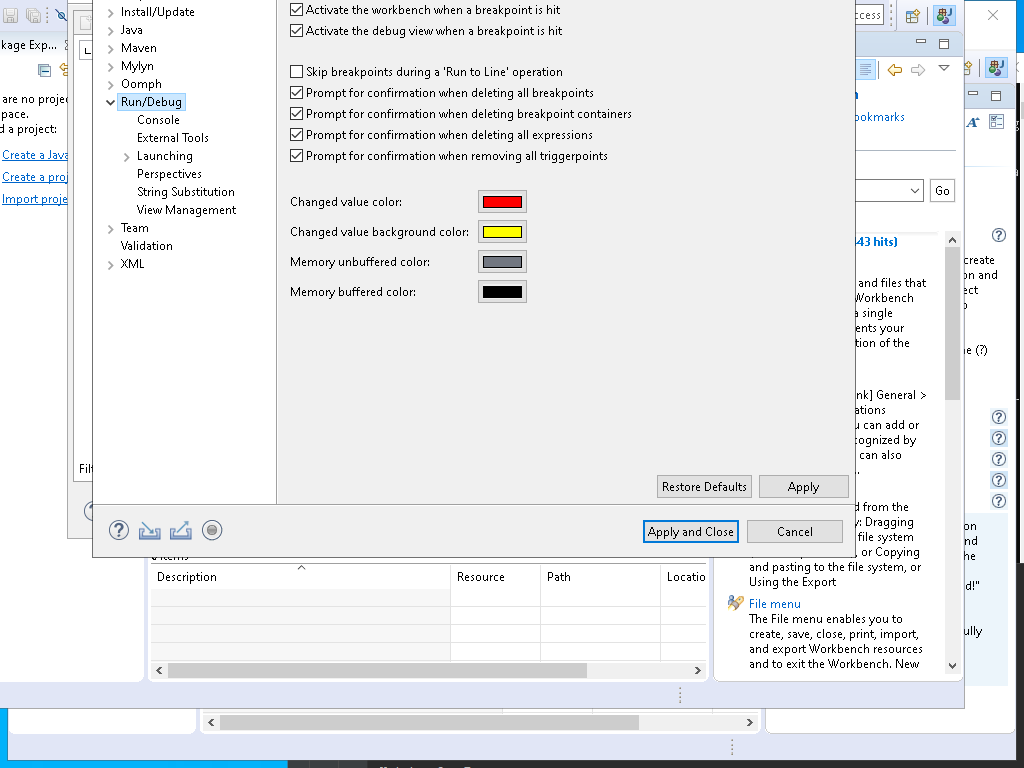 Install/Update
Java
Maven
Mylyn
Oomph
Run/Debug
Console
External Tools
Launching
Perspectives
String Substitution
View Management
Team
Validation
XML
Activate the workbench when a breakpoint is hit
Activate the debug view when a breakpoint is hit
Skip breakpoints during a 'Run to Line' operation
Prompt for confirmation when deleting all breakpoints
Prompt for confirmation when deleting breakpoint containers
Prompt for confirmation when deleting all expressions
Prompt for confirmation when removing all triggerpoints
Changed value color:
Changed value background color:
Memory unbuffered color:
Memory buffered color:
Restore Defaults
Apply
Apply and Close
Cancel
kage Exp...
are no projec
pace.
d a project:
Create a Java
Create a proj
Import proje
Filt
cess
ookmarks
Go
43 hits)
and files that
Workbench
a single
ents your
tion of the
nk] General >
ations
u can add or
cognized by
can also
d from the
y: Dragging
file system
, or Copying
and pasting to the file system, or
Using the Export
File menu
The File menu enables you to
create, save, close, print, import,
and export Workbench resources
and to exit the Workbench. New
create
on and
ect
ne (?)
on
nd
he
d!"
ully
Description
Resource
Path
Locatio